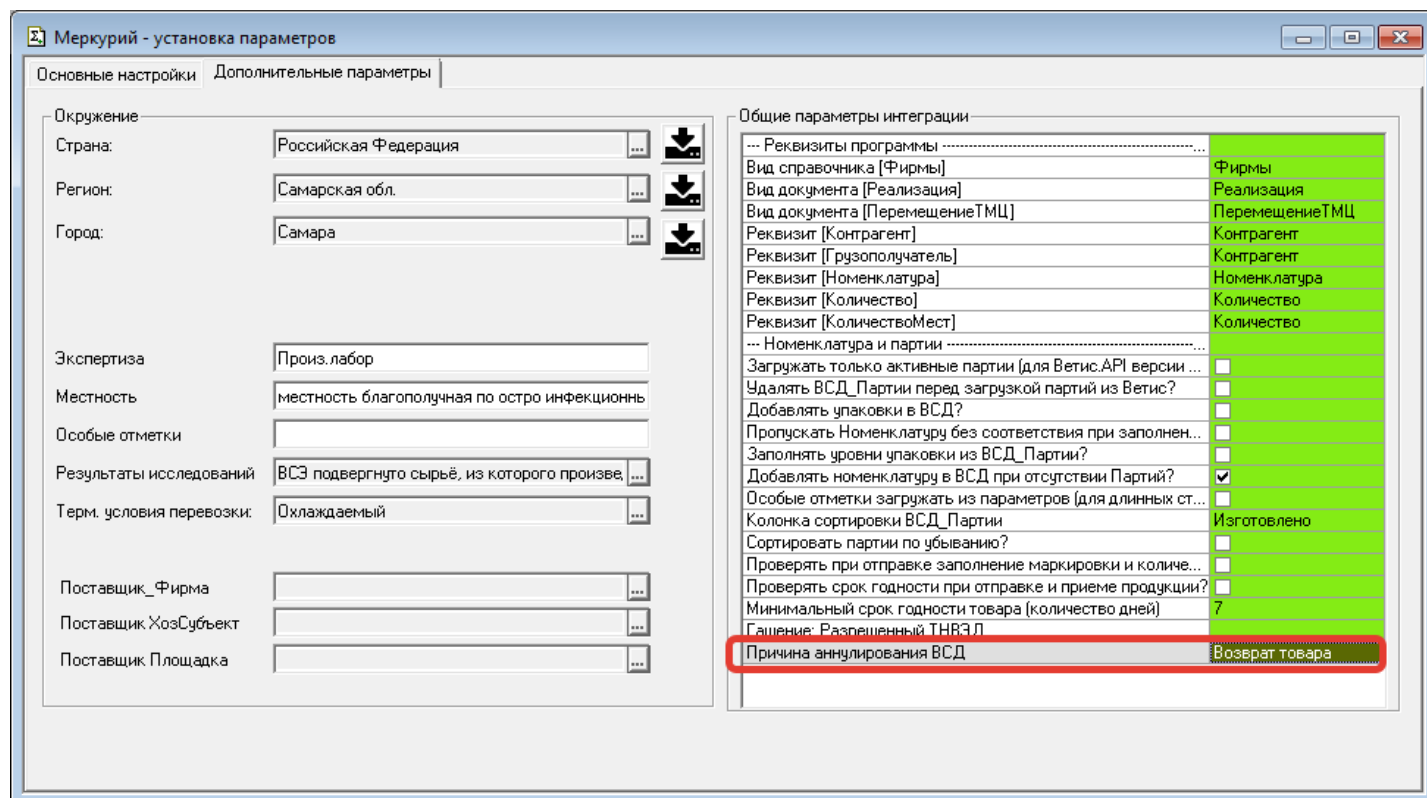 Меркурий - установка параметров
Основные настройки
Дополнительные параметры
Окружение
Страна: Российская Федерация ...
Регион: Самарская обл. ...
Город: Самара ...
Экспертиза Произ.лабор
Местность местность благополучная по остро инфекционнь
Особые отметки
Результаты исследований ВСЭ подвергнуто сырьё, из которого произве, ...
Терм. условия перевозки: Охлаждаемый ...
Поставщик_Фирма ...
Поставщик ХозСубъект ...
Поставщик Площадка ...
Общие параметры интеграции
--- Реквизиты программы ---...
Вид справочника [Фирмы] Фирмы
Вид документа [Реализация] Реализация
Вид документа [ПеремещениеТМЦ] ПеремещениеТМЦ
Реквизит [Контрагент] Контрагент
Реквизит [Грузополучатель] Контрагент
Реквизит [Номенклатура] Номенклатура
Реквизит [Количество] Количество
Реквизит [КоличествоМест] Количество
--- Номенклатура и партии ---...
Загружать только активные партии (для Ветис.API версии ...
Удалять ВСД_Партии перед загрузкой партий из Ветис?
Добавлять упаковки в ВСД?
Пропускать Номенклатуру без соответствия при заполнен...
Заполнять уровни упаковки из ВСД_Партии?
Добавлять номенклатуру в ВСД при отсутствии Партий?
Особые отметки загружать из параметров (для длинных ст...
Колонка сортировки ВСД_Партии Изготовлено
Сортировать партии по убыванию?
Проверять при отправке заполнение маркировки и количе...
Проверять срок годности при отправке и приеме продукции?
Минимальный срок годности товара (количество дней) 7
Гашение: Разрешенный ТНВЭД
Причина аннулирования ВСД Возврат товара